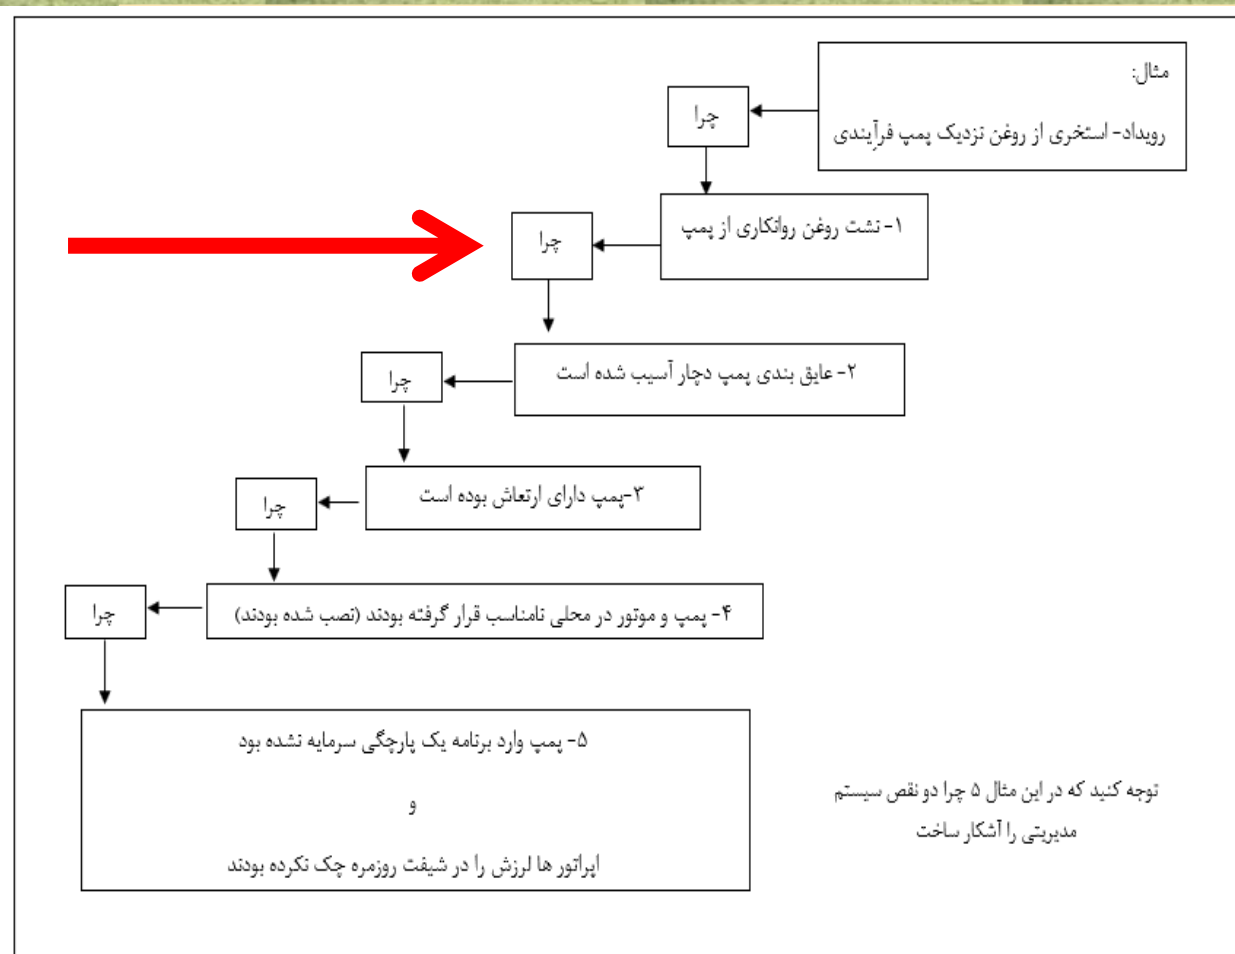 مثال:
رویداد- استخری از روغن نزدیک پمپ فرآیندی
چرا
۱- نشت روغن روانکاری از پمپ
چرا
۲- عایق بندی پمپ دچار آسیب شده است
چرا
۳-پمپ دارای ارتعاش بوده است
چرا
۴- پمپ و موتور در محلی نامناسب قرار گرفته بودند (نصب شده بودند)
چرا
۵- پمپ وارد برنامه یک پارچگی سرمایه نشده بود
و
اپراتور ها لرزش را در شیفت روزمره چک نکرده بودند
توجه کنید که در این مثال ۵ چرا دو نقص سیستم
مدیریتی را آشکار ساخت